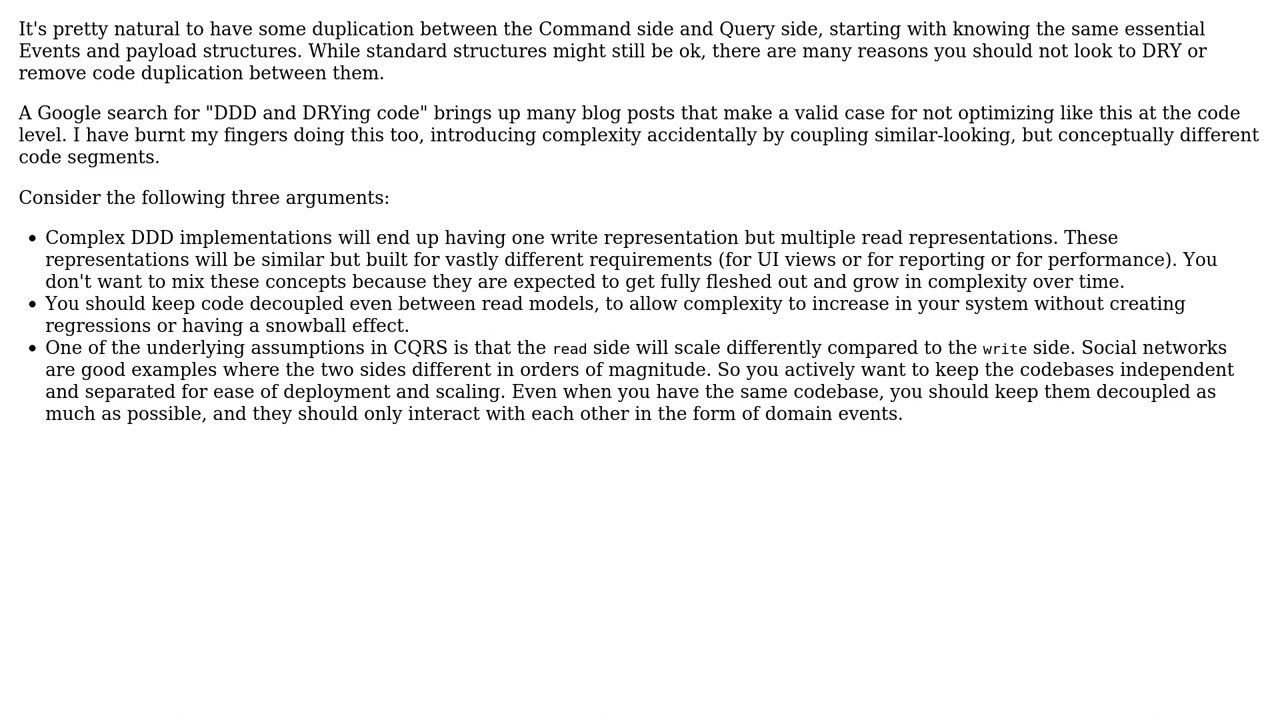 It's pretty natural to have some duplication between the Command side and Query side, starting with knowing the same essential
Events and payload structures. While standard structures might still be ok, there are many reasons you should not look to DRY or
remove code duplication between them.
A Google search for "DDD and DRYing code" brings up many blog posts that make a valid case for not optimizing like this at the code
level. I have burnt my fingers doing this too, introducing complexity accidentally by coupling similar-looking, but conceptually different
code segments.
Consider the following three arguments:
• Complex DDD implementations will end up having one write representation but multiple read representations. These
representations will be similar but built for vastly different requirements (for UI views or for reporting or for performance). You
don't want to mix these concepts because they are expected to get fully fleshed out and grow in complexity over time.
• You should keep code decoupled even between read models, to allow complexity to increase in your system without creating
regressions or having a snowball effect.
• One of the underlying assumptions in CQRS is that the read side will scale differently compared to the write side. Social networks
are good examples where the two sides different in orders of magnitude. So you actively want to keep the codebases independent
and separated for ease of deployment and scaling. Even when you have the same codebase, you should keep them decoupled as
much as possible, and they should only interact with each other in the form of domain events.